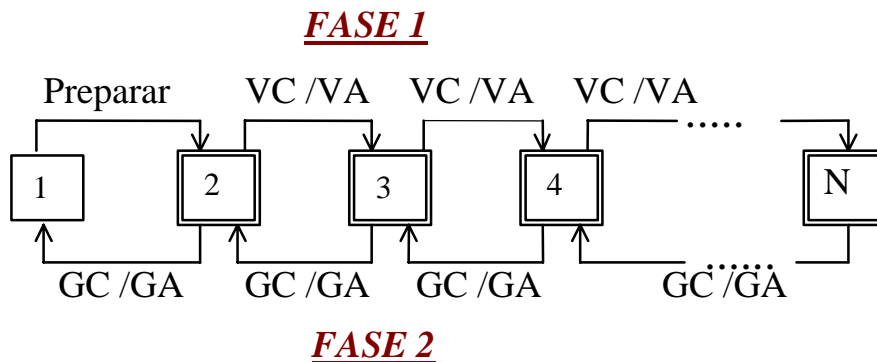 FASE 1
Preparar VC /VA VC /VA VC /VA
.....
1 2 3 4 N
......
GC /GA GC /GA GC /GA GC /GA
FASE 2